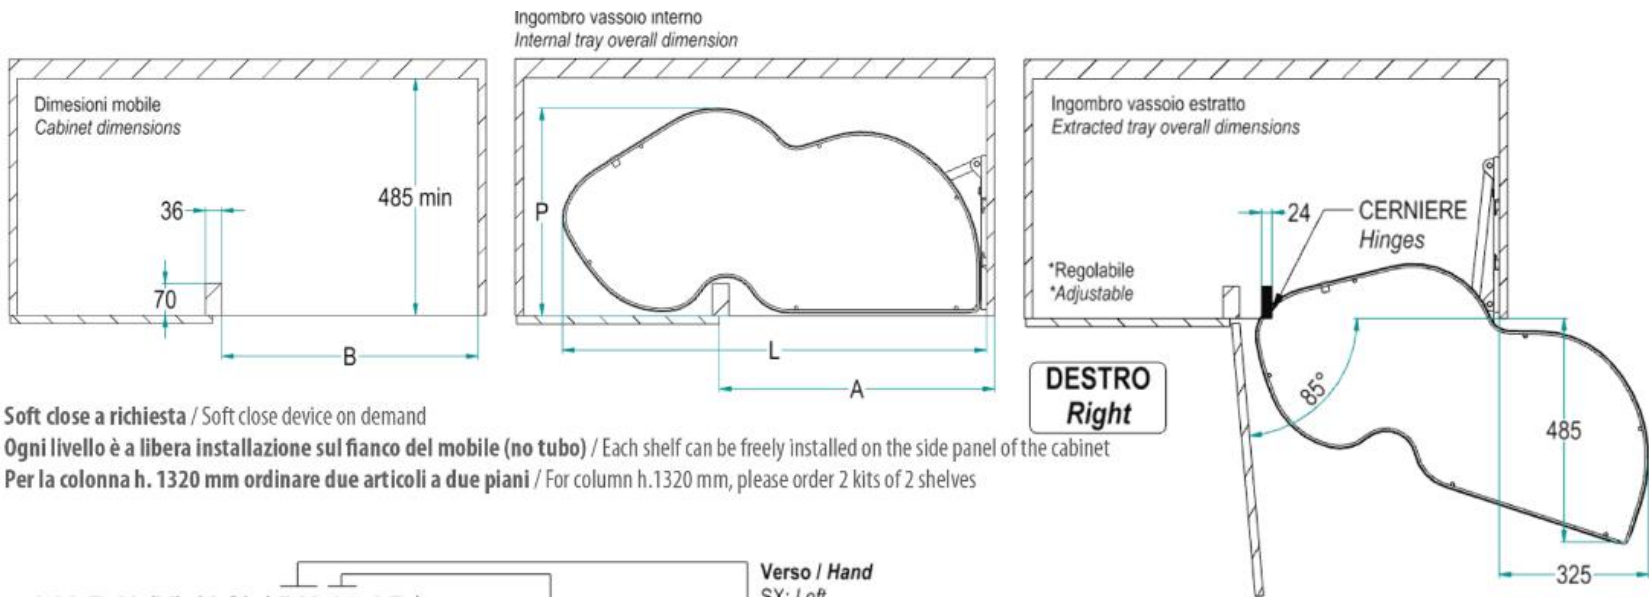 Ingombro vassoio interno
Internal tray overall dimension
Dimesioni mobile
Cabinet dimensions
36
485 min
70
B
P
L
A
Ingombro vassoio estratto
Extracted tray overall dimensions
24
CERNIERE
Hinges
*Regolabile
*Adjustable
DESTRO
Right
85°
485
325
Soft close a richiesta / Soft close device on demand
Ogni livello è a libera installazione sul fianco del mobile (no tubo) / Each shelf can be freely installed on the side panel of the cabinet
Per la colonna h. 1320 mm ordinare due articoli a due piani / For column h.1320 mm, please order 2 kits of 2 shelves
Verso / Hand
SX: Left